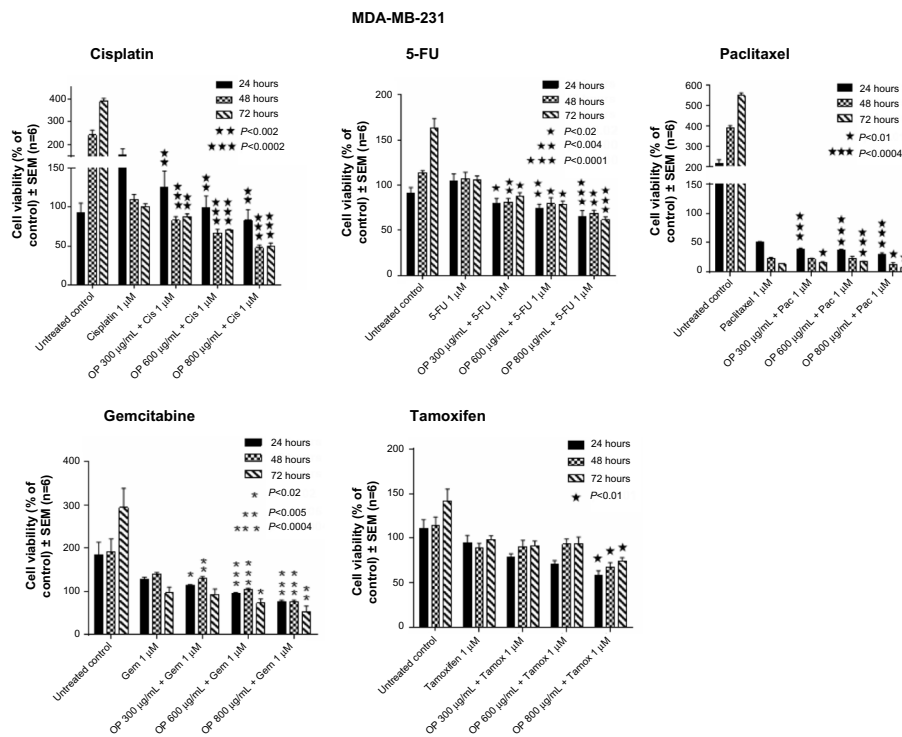 MDA-MB-231
Cisplatin
24 hours
48 hours
72 hours
★★ P<0.002
★★★ P<0.0002
Cell viability (% of
control) ± SEM (n=6)
400
300
200
100
150
100
50
0
★★
★★★
★★★
★★
★★★
★★★
★★
★★★
★★★
Untreated control
Cisplatin 1 µM
OP 300 µg/mL + Cis 1 µM
OP 600 µg/mL + Cis 1 µM
OP 800 µg/mL + Cis 1 µM
5-FU
24 hours
48 hours
72 hours
★ P<0.02
★★ P<0.004
★★★ P<0.0001
Cell viability (% of
control) ± SEM (n=6)
200
150
100
50
0
Untreated control
5-FU 1 µM
OP 300 µg/mL + 5-FU 1 µM
OP 600 µg/mL + 5-FU 1 µM
OP 800 µg/mL + 5-FU 1 µM
Paclitaxel
24 hours
48 hours
72 hours
★ P<0.01
★★★ P<0.0004
Cell viability (% of
control) ± SEM (n=6)
600
500
400
300
200
150
100
50
0
Untreated control
Paclitaxel 1 µM
OP 300 µg/mL + Pac 1 µM
OP 600 µg/mL + Pac 1 µM
OP 800 µg/mL + Pac 1 µM
Gemcitabine
24 hours
48 hours
72 hours
* P<0.02
** P<0.005
*** P<0.0004
Cell viability (% of
control) ± SEM (n=6)
400
300
200
100
0
Untreated control
Gem 1 µM
OP 300 µg/mL + Gem 1 µM
OP 600 µg/mL + Gem 1 µM
OP 800 µg/mL + Gem 1 µM
Tamoxifen
24 hours
48 hours
72 hours
★ P<0.01
Cell viability (% of
control) ± SEM (n=6)
200
150
100
50
0
★ ★ ★
Untreated control
Tamoxifen 1 µM
OP 300 µg/mL + Tamox 1 µM
OP 600 µg/mL + Tamox 1 µM
OP 800 µg/mL + Tamox 1 µM